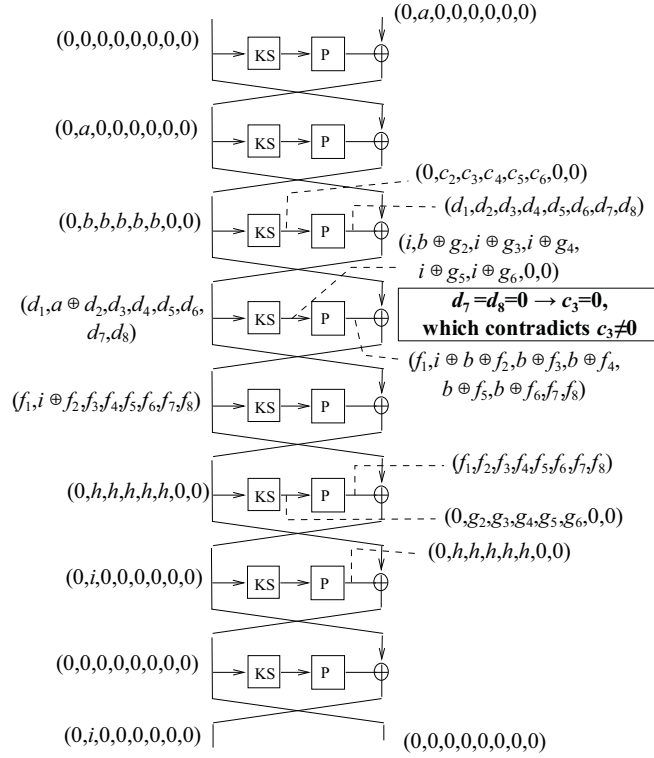 (0,a,0,0,0,0,0,0)
(0,0,0,0,0,0,0,0)
KS
P
(0,a,0,0,0,0,0,0)
KS
P
(0,c₂,c₃,c₄,c₅,c₆,0,0)
(0,b,b,b,b,b,0,0)
KS
P
(d₁,d₂,d₃,d₄,d₅,d₆,d₇,d₈)
(i,b ⊕ g₂,i ⊕ g₃,i ⊕ g₄,
i ⊕ g₅,i ⊕ g₆,0,0)
(d₁,a ⊕ d₂,d₃,d₄,d₅,d₆,
d₇,d₈)
KS
P
d₇ =d₈=0 → c₃=0,
which contradicts c₃≠0
(f₁,i ⊕ b ⊕ f₂,b ⊕ f₃,b ⊕ f₄,
b ⊕ f₅,b ⊕ f₆,f₇,f₈)
(f₁,i ⊕ f₂,f₃,f₄,f₅,f₆,f₇,f₈)
KS
P
(f₁,f₂,f₃,f₄,f₅,f₆,f₇,f₈)
(0,h,h,h,h,h,0,0)
KS
P
(0,g₂,g₃,g₄,g₅,g₆,0,0)
(0,h,h,h,h,h,0,0)
(0,i,0,0,0,0,0,0)
KS
P
(0,0,0,0,0,0,0,0)
KS
P
(0,i,0,0,0,0,0,0)
(0,0,0,0,0,0,0,0)